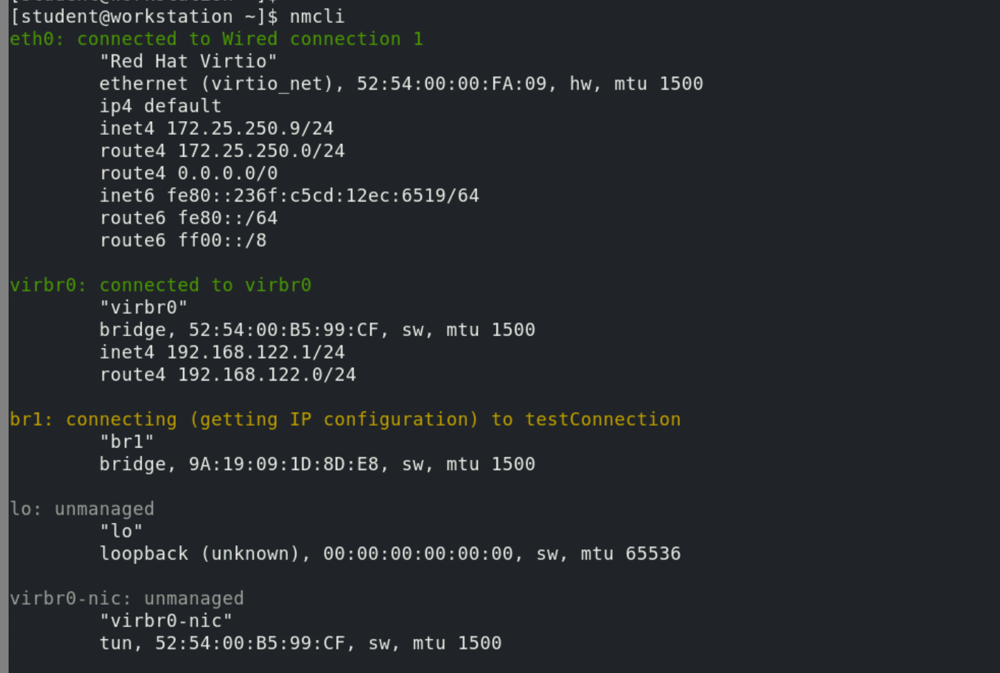 [student@workstation ~]$
[student@workstation ~]$ nmcli
eth0: connected to Wired connection 1
"Red Hat Virtio"
ethernet (virtio_net), 52:54:00:00:FA:09, hw, mtu 1500
ip4 default
inet4 172.25.250.9/24
route4 172.25.250.0/24
route4 0.0.0.0/0
inet6 fe80::236f:c5cd:12ec:6519/64
route6 fe80::/64
route6 ff00::/8
virbr0: connected to virbr0
"virbr0"
bridge, 52:54:00:B5:99:CF, sw, mtu 1500
inet4 192.168.122.1/24
route4 192.168.122.0/24
br1: connecting (getting IP configuration) to testConnection
"br1"
bridge, 9A:19:09:1D:8D:E8, sw, mtu 1500
lo: unmanaged
"lo"
loopback (unknown), 00:00:00:00:00:00, sw, mtu 65536
virbr0-nic: unmanaged
"virbr0-nic"
tun, 52:54:00:B5:99:CF, sw, mtu 1500